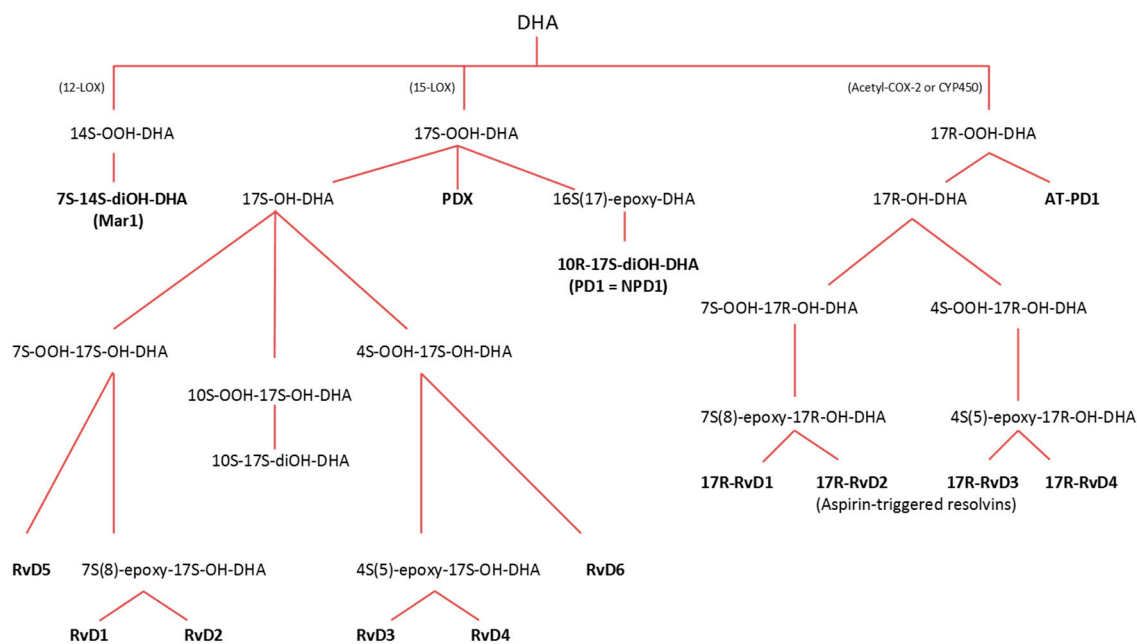 DHA
(12-LOX)
(15-LOX)
(Acetyl-COX-2 or CYP450)
14S-OOH-DHA
17S-OOH-DHA
17R-OOH-DHA
7S-14S-diOH-DHA
(Mar1)
17S-OH-DHA
PDX
16S(17)-epoxy-DHA
17R-OH-DHA
AT-PD1
10R-17S-diOH-DHA
(PD1 = NPD1)
7S-OOH-17R-OH-DHA
4S-OOH-17R-OH-DHA
7S-OOH-17S-OH-DHA
4S-OOH-17S-OH-DHA
10S-OOH-17S-OH-DHA
7S(8)-epoxy-17R-OH-DHA
4S(5)-epoxy-17R-OH-DHA
10S-17S-diOH-DHA
17R-RvD1
17R-RvD2
17R-RvD3
17R-RvD4
(Aspirin-triggered resolvins)
RvD5
7S(8)-epoxy-17S-OH-DHA
4S(5)-epoxy-17S-OH-DHA
RvD6
RvD1
RvD2
RvD3
RvD4